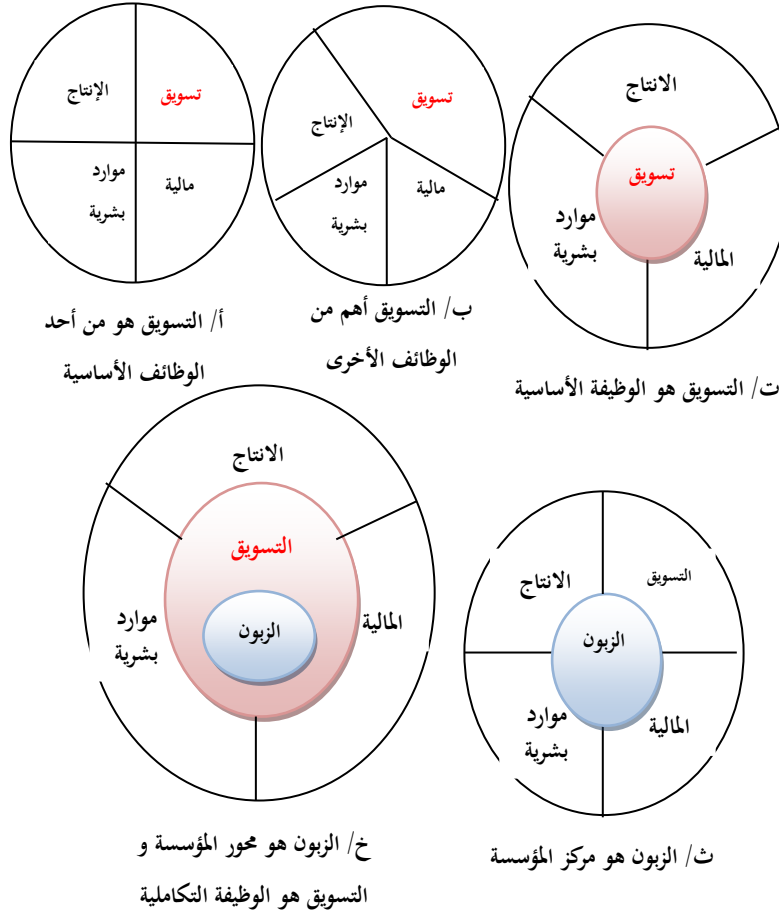 الإنتاج
تسويق
موارد
بشرية
مالية
أ/ التسويق هو من أحد
الوظائف الأساسية
تسويق
الإنتاج
موارد
بشرية
مالية
ب/ التسويق أهم من
الوظائف الأخرى
الانتاج
تسويق
موارد
بشرية
المالية
ت/ التسويق هو الوظيفة الأساسية
الانتاج
التسويق
الزبون
موارد
بشرية
المالية
خ/ الزبون هو محور المؤسسة و
التسويق هو الوظيفة التكاملية
الانتاج
التسويق
الزبون
موارد
بشرية
المالية
ث/ الزبون هو مركز المؤسسة